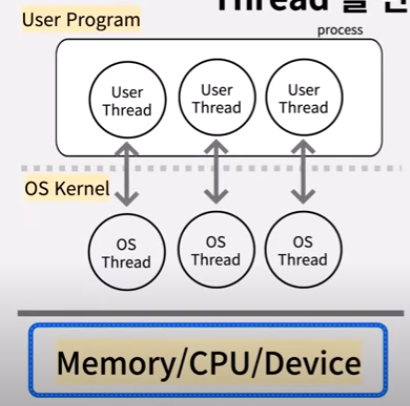 Thread 를
User Program
process
User
Thread
User
Thread
User
Thread
OS Kernel
OS
Thread
OS
Thread
OS
Thread
Memory/CPU/Device